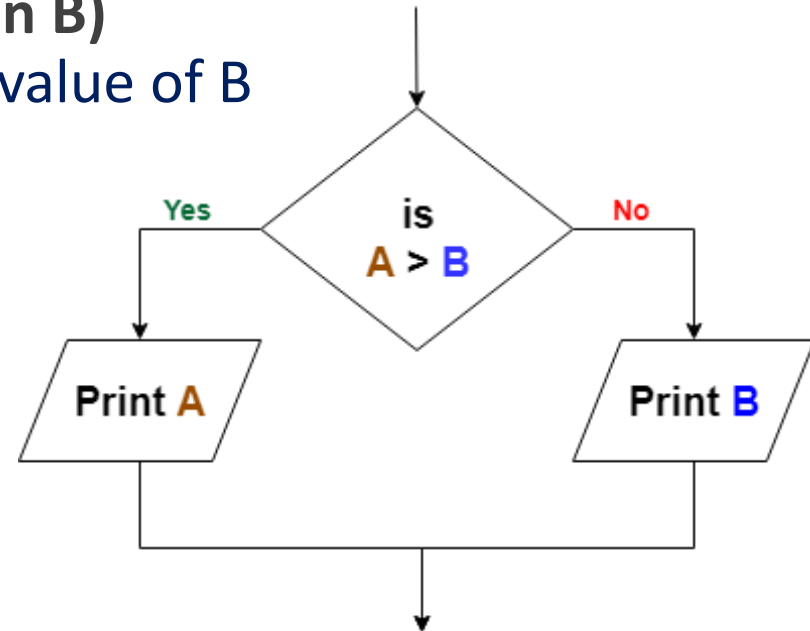 n B)
value of B
Yes
is
No
A > B
Print A
Print B